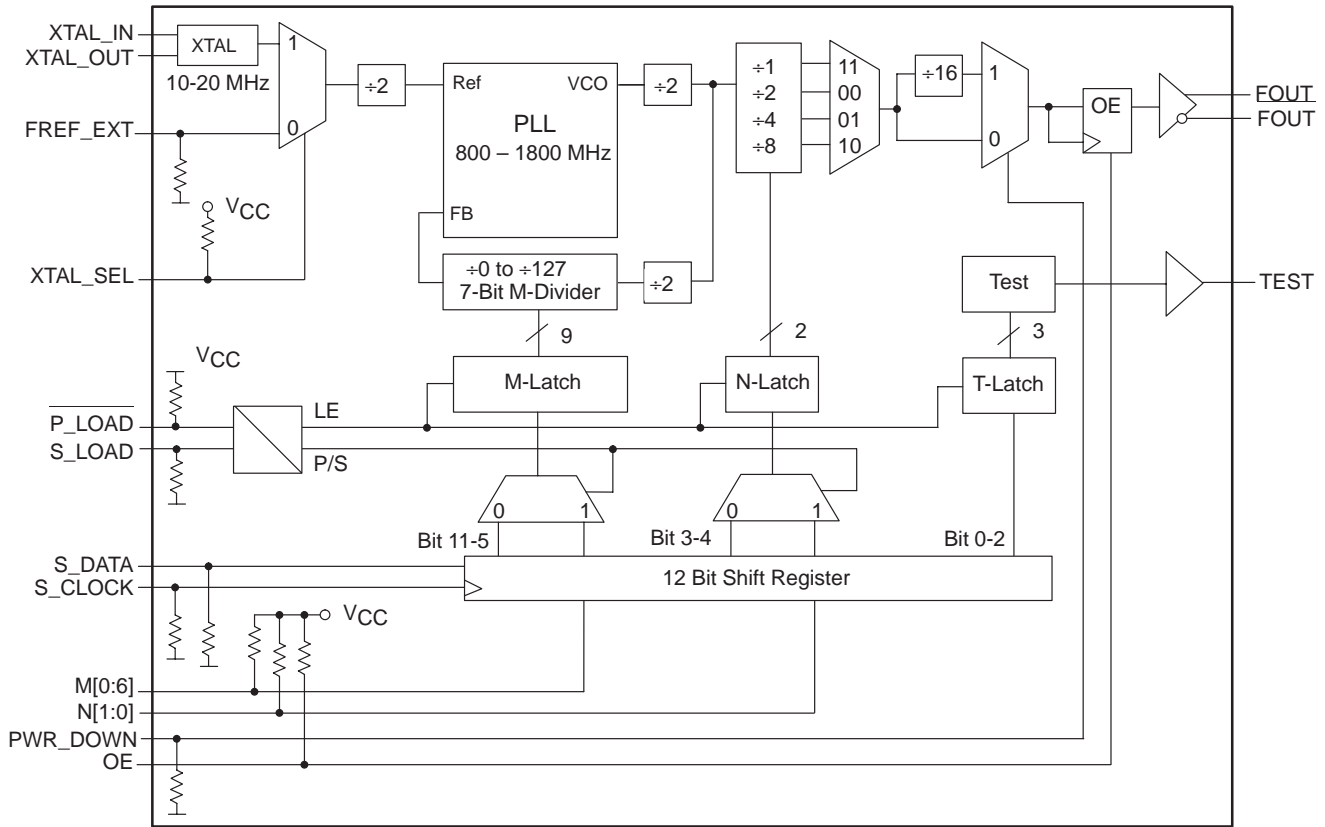 XTAL_IN
XTAL_OUT
XTAL
10-20 MHz
1
0
FREF_EXT
VCC
XTAL_SEL
÷2
Ref
VCO
PLL
800 – 1800 MHz
FB
÷2
÷0 to ÷127
7-Bit M-Divider
÷2
÷1
÷2
÷4
÷8
11
00
01
10
÷16
1
0
OE
FOUT
FOUT
Test
TEST
9
2
3
M-Latch
N-Latch
T-Latch
VCC
P_LOAD
S_LOAD
LE
P/S
0 1
0 1
Bit 11-5
Bit 3-4
Bit 0-2
S_DATA
S_CLOCK
12 Bit Shift Register
VCC
M[0:6]
N[1:0]
PWR_DOWN
OE